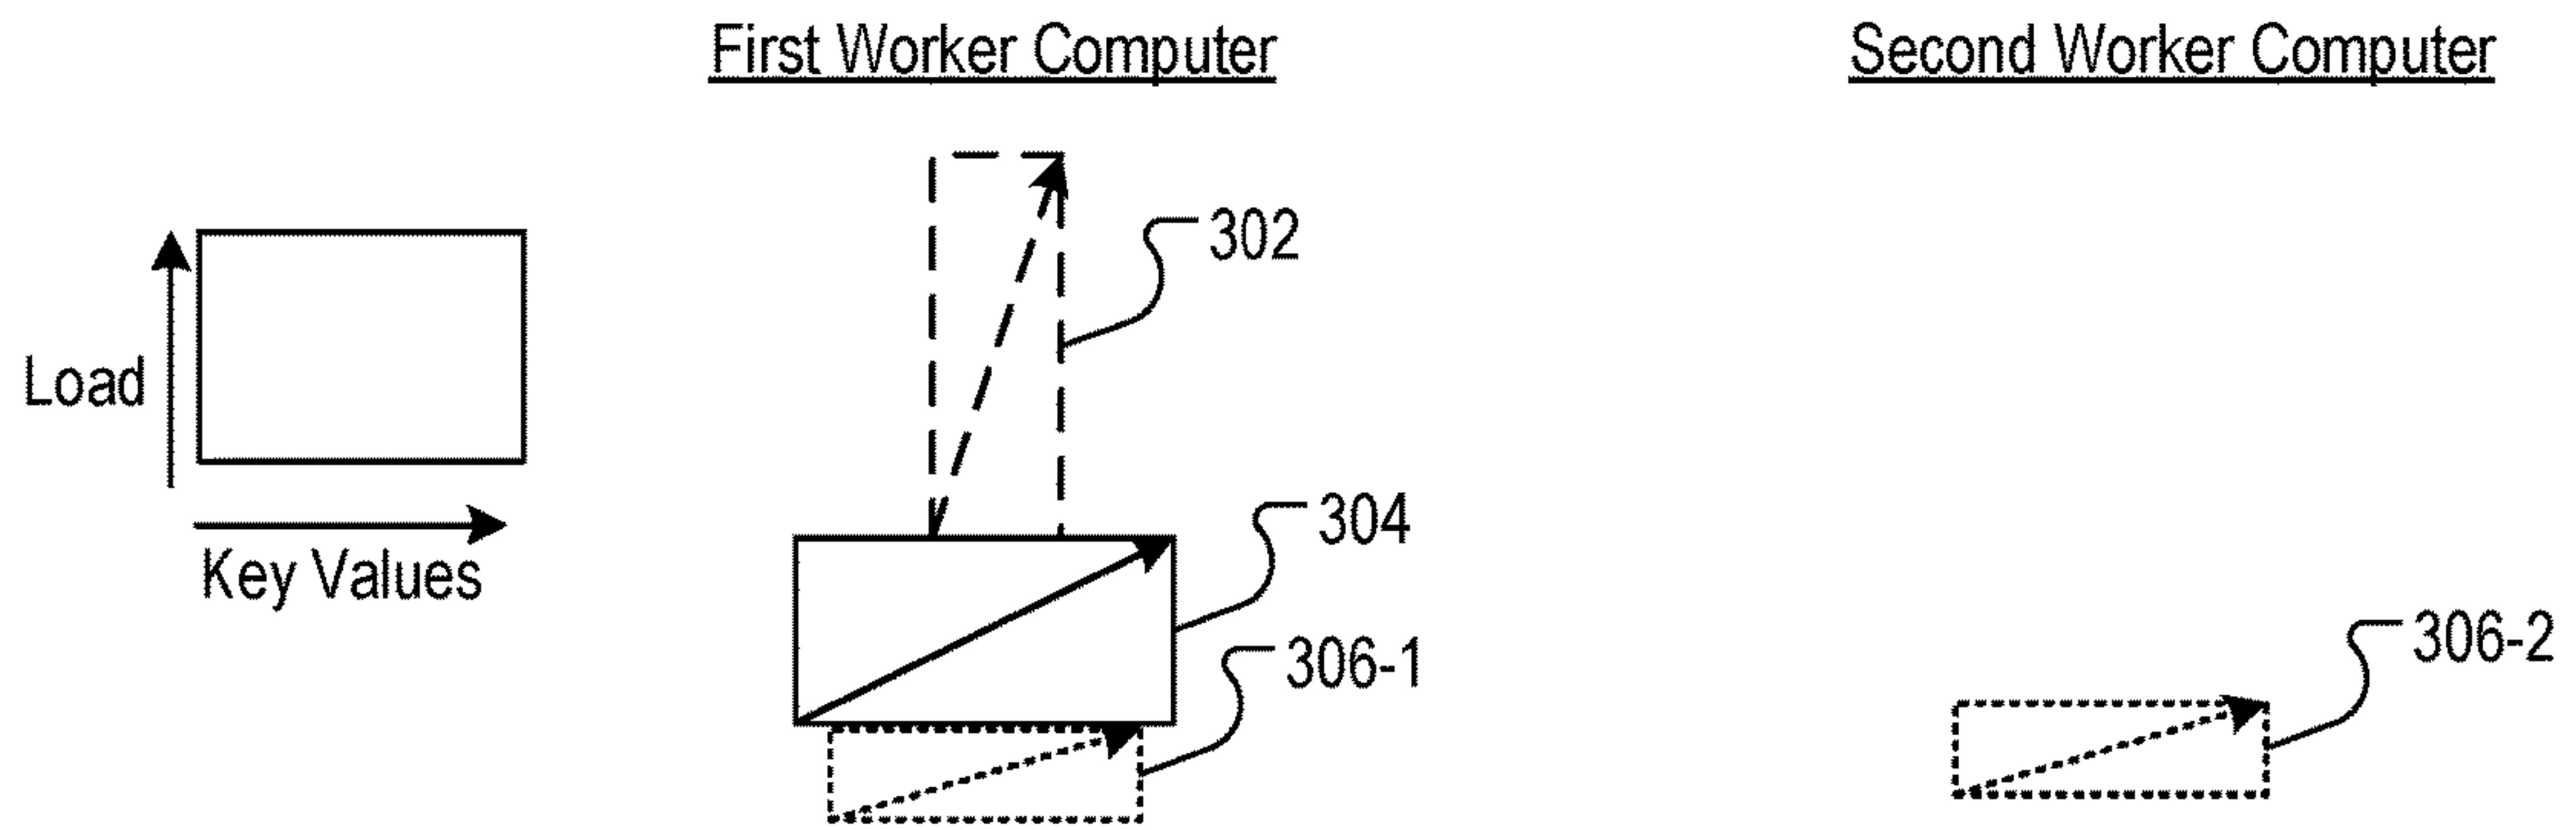 First Worker Computer
Second Worker Computer
302
Load
304
Key Values
306-1
306-2